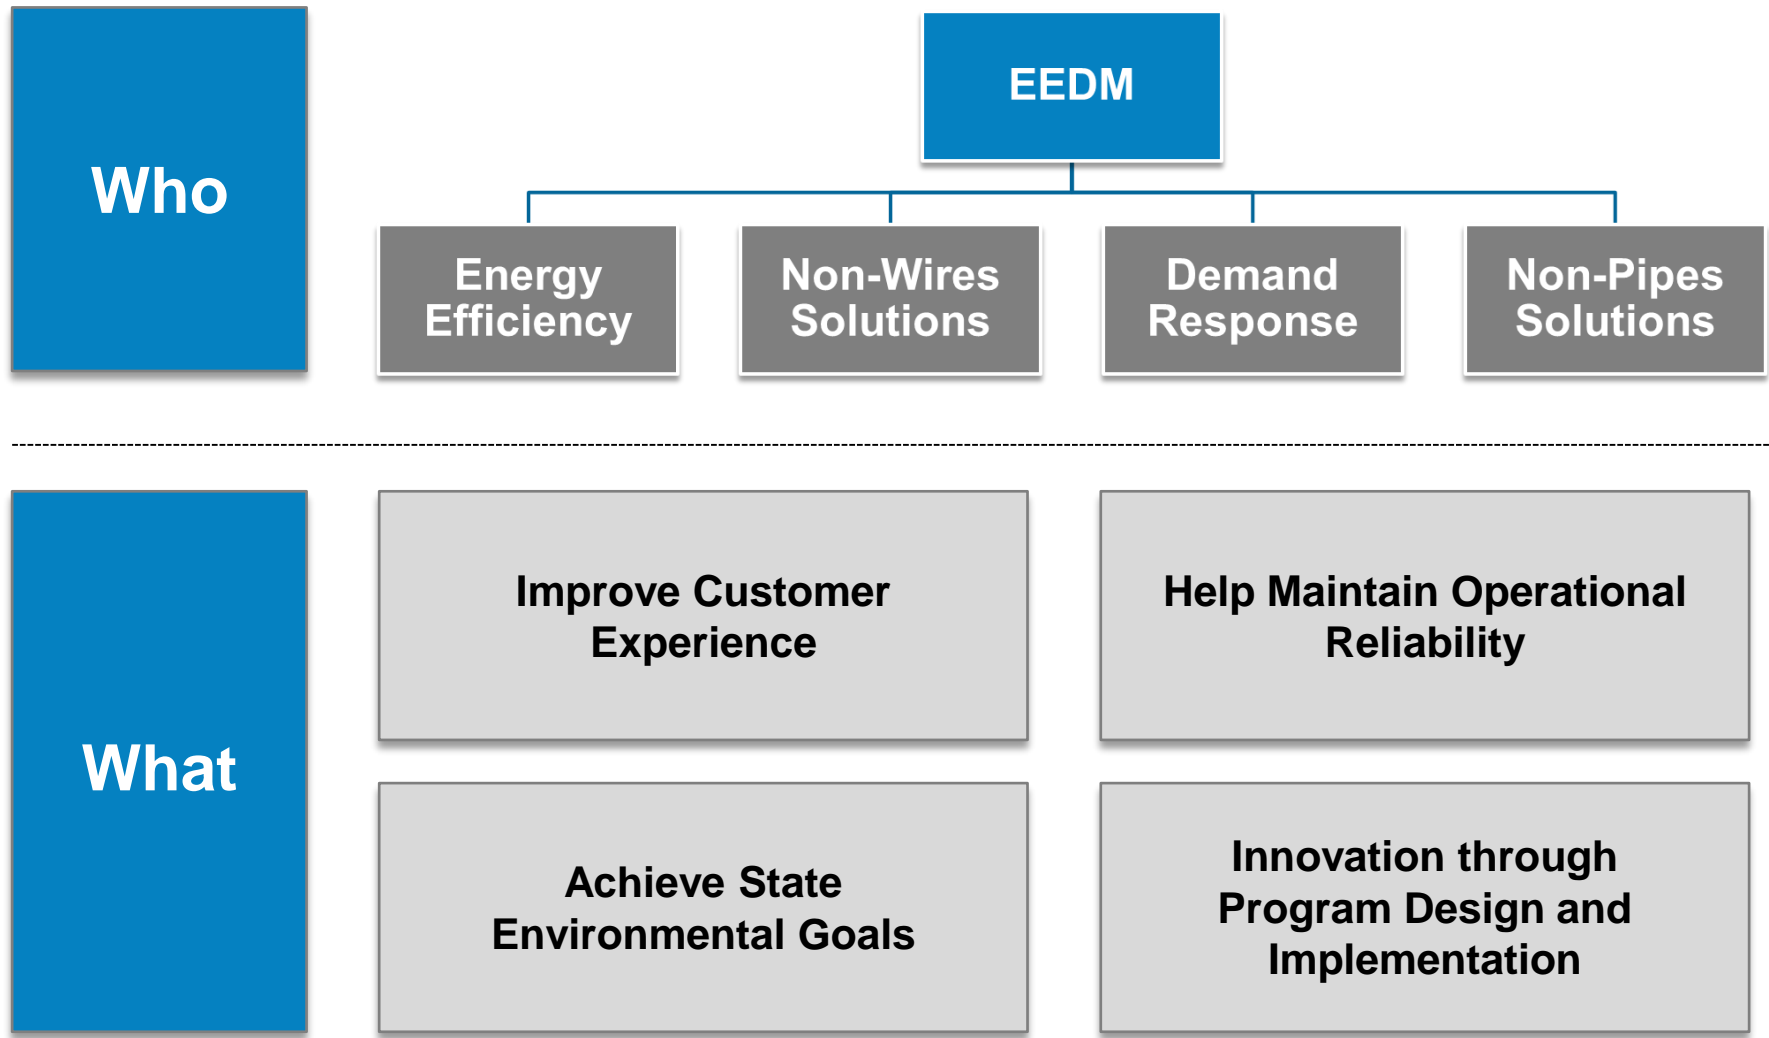 Who
EEDM
Energy
Efficiency
Non-Wires
Solutions
Demand
Response
Non-Pipes
Solutions
What
Improve Customer
Experience
Help Maintain Operational
Reliability
Achieve State
Environmental Goals
Innovation through
Program Design and
Implementation